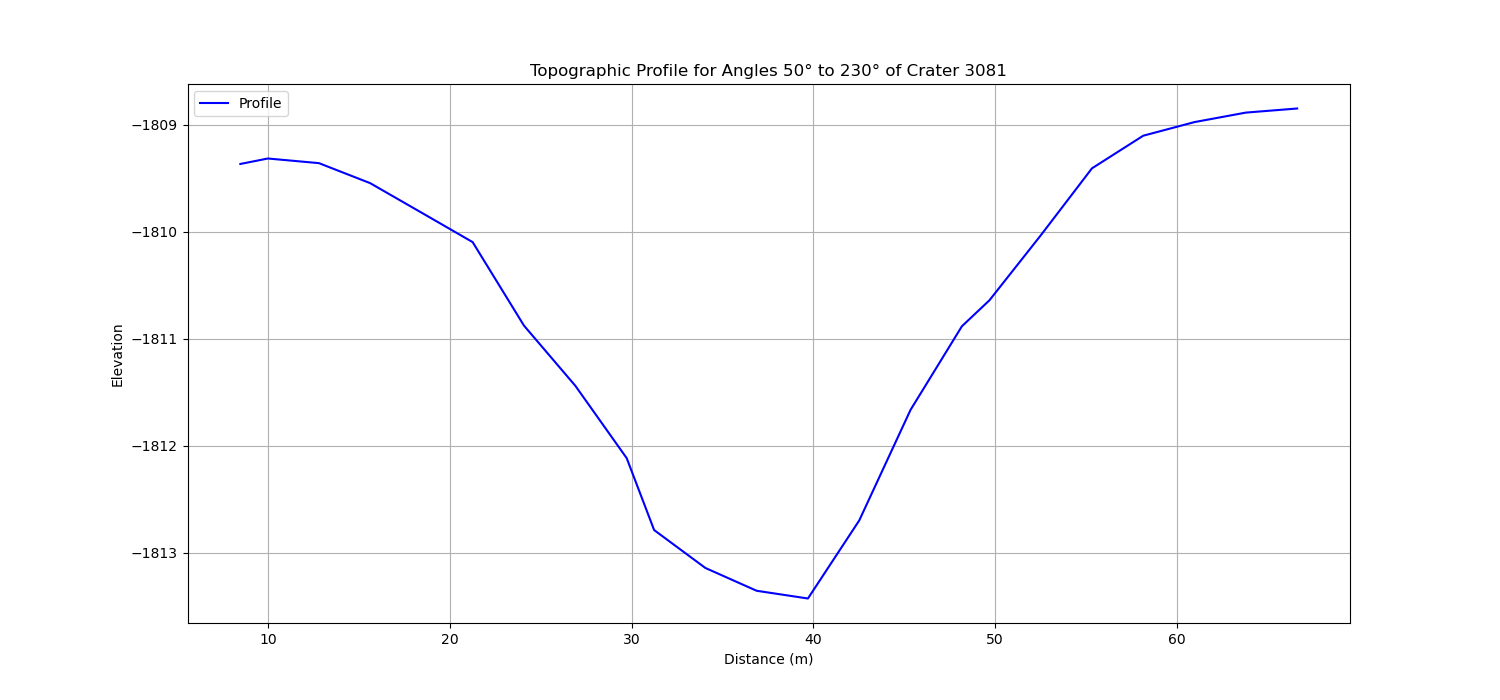 Topographic Profile for Angles 50° to 230° of Crater 3081
Profile
−1809
−1810
−1811
−1812
−1813
Elevation
10 20 30 40 50 60
Distance (m)